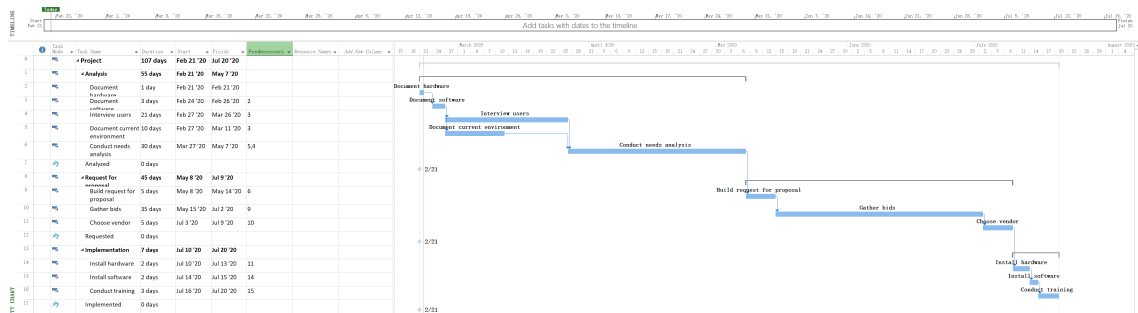 TIMELINE
Today
Feb 23, '20 Mar 1, '20 Mar 8, '20 Mar 15, '20 Mar 22, '20 Mar 29, '20 Apr 5, '20 Apr 12, '20 Apr 19, '20 Apr 26, '20 May 3, '20 May 10, '20 May 17, '20 May 24, '20 May 31, '20 Jun 7, '20 Jun 14, '20 Jun 21, '20 Jun 28, '20 Jul 5, '20 Jul 12, '20 Jul 19, '20
Start
Feb 21
Add tasks with dates to the timeline
Finish
Jul 20
Task Mode Task Name Duration Start Finish Predecessors Resource Names Add New Column
March 2020 April 2020 May 2020 June 2020 July 2020 August 2020
0 Project 107 days Feb 21 '20 Jul 20 '20
1 Analysis 55 days Feb 21 '20 May 7 '20
2 Document hardware 1 day Feb 21 '20 Feb 21 '20
Document hardware
3 Document software 3 days Feb 24 '20 Feb 26 '20 2
Document software
4 Interview users 21 days Feb 27 '20 Mar 26 '20 3
Interview users
5 Document current environment 10 days Feb 27 '20 Mar 11 '20 3
Document current environment
6 Conduct needs analysis 30 days Mar 27 '20 May 7 '20 5,4
Conduct needs analysis
7 Analyzed 0 days
2/21
8 Request for proposal 45 days May 8 '20 Jul 9 '20
9 Build request for proposal 5 days May 8 '20 May 14 '20 6
Build request for proposal
10 Gather bids 35 days May 15 '20 Jul 2 '20 9
Gather bids
11 Choose vendor 5 days Jul 3 '20 Jul 9 '20 10
Choose vendor
12 Requested 0 days
2/21
13 Implementation 7 days Jul 10 '20 Jul 20 '20
14 Install hardware 2 days Jul 10 '20 Jul 13 '20 11
Install hardware
15 Install software 2 days Jul 14 '20 Jul 15 '20 14
Install software
16 Conduct training 3 days Jul 16 '20 Jul 20 '20 15
Conduct training
17 Implemented 0 days
2/21
TT CHART